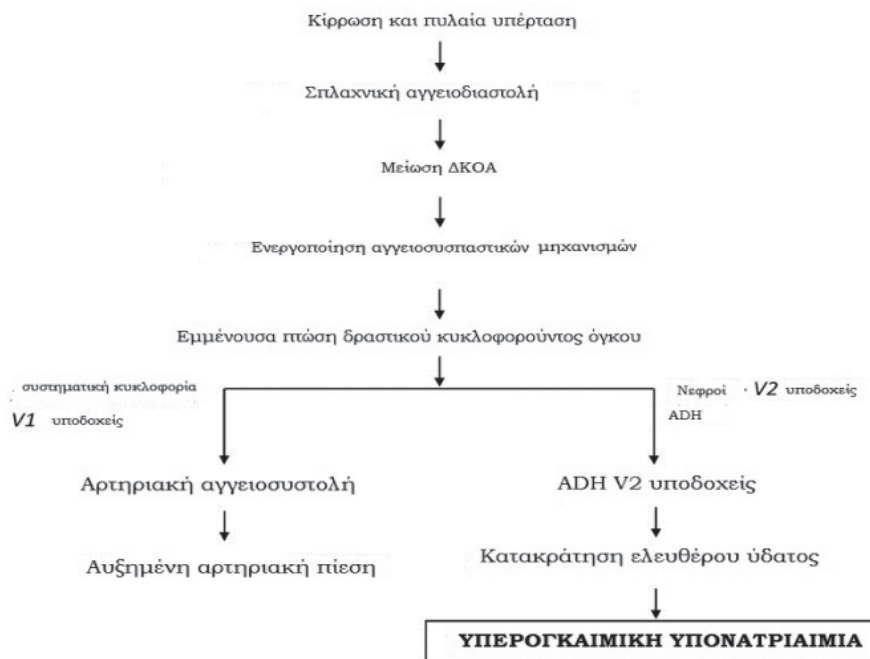 Κίρρωση και πυλαία υπέρταση
Σπλαχνική αγγειοδιαστολή
Μείωση ΔΚΟΑ
Ενεργοποίηση αγγειοσυσπαστικών μηχανισμών
Εμμένουσα πτώση δραστικού κυκλοφορούντος όγκου
συστηματική κυκλοφορία
V1 υποδοχείς
Νεφροί · V2 υποδοχείς
ADH
Αρτηριακή αγγειοσυστολή
ADH V2 υποδοχείς
Αυξημένη αρτηριακή πίεση
Κατακράτηση ελευθέρου ύδατος
ΥΠΕΡΟΓΚΑΙΜΙΚΗ ΥΠΟΝΑΤΡΙΑΙΜΙΑ